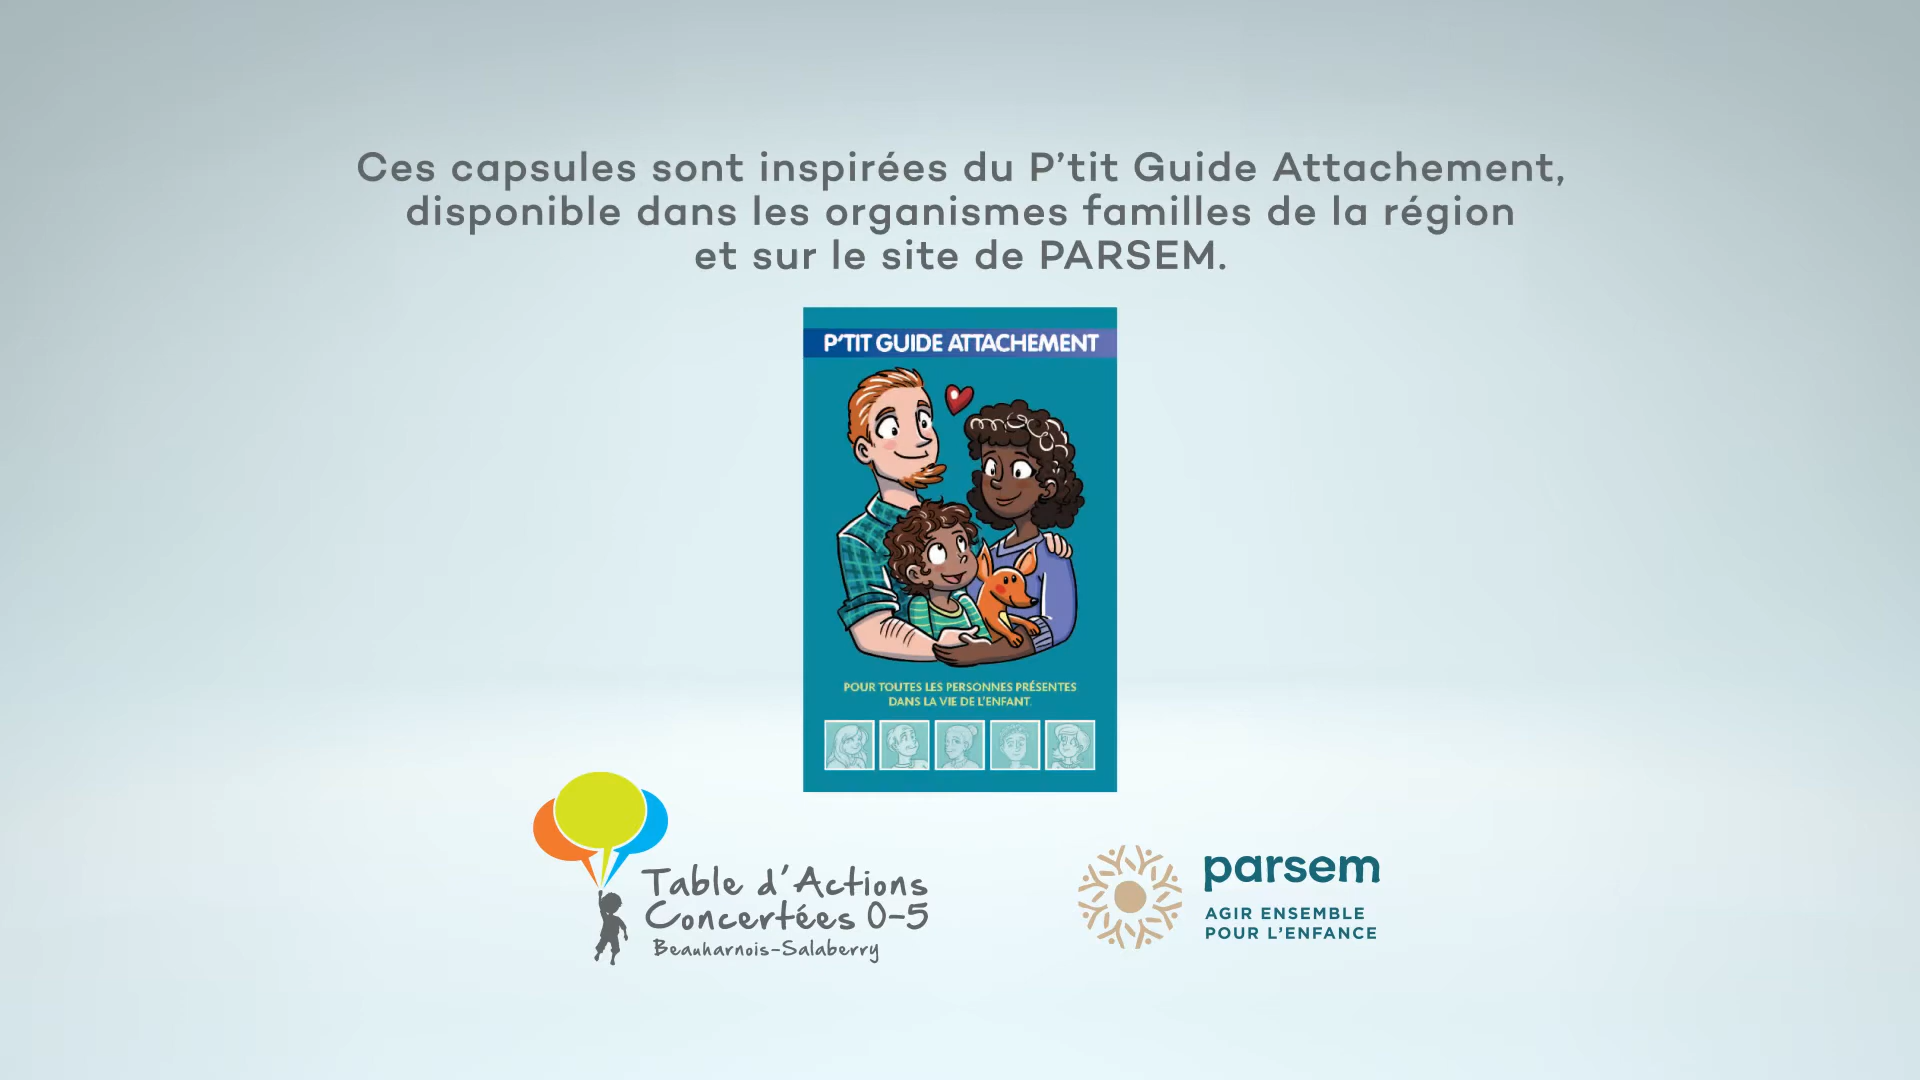 Ces capsules sont inspirées du P'tit Guide Attachement,
disponible dans les organismes familles de la région
et sur le site de PARSEM.
P'TIT GUIDE ATTACHEMENT
POUR TOUTES LES PERSONNES PRÉSENTES
DANS LA VIE DE L'ENFANT.
Table d'Actions
Concertées 0-5
Beauharnois-Salaberry
parsem
AGIR ENSEMBLE
POUR L'ENFANCE